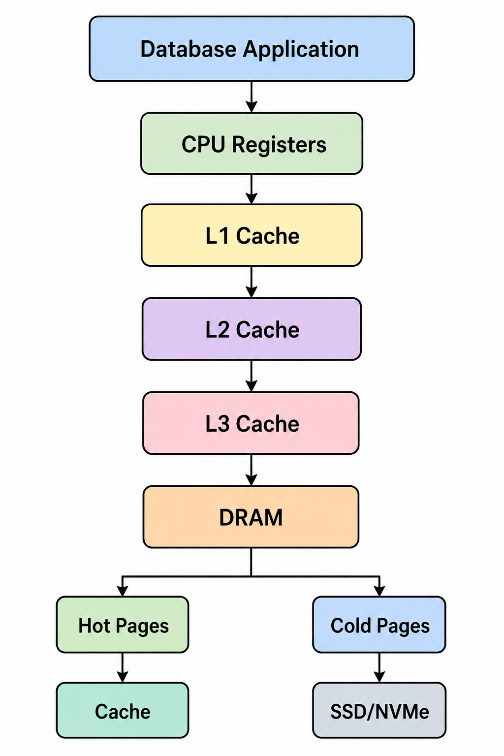 Database Application
CPU Registers
L1 Cache
L2 Cache
L3 Cache
DRAM
Hot Pages
Cold Pages
Cache
SSD/NVMe